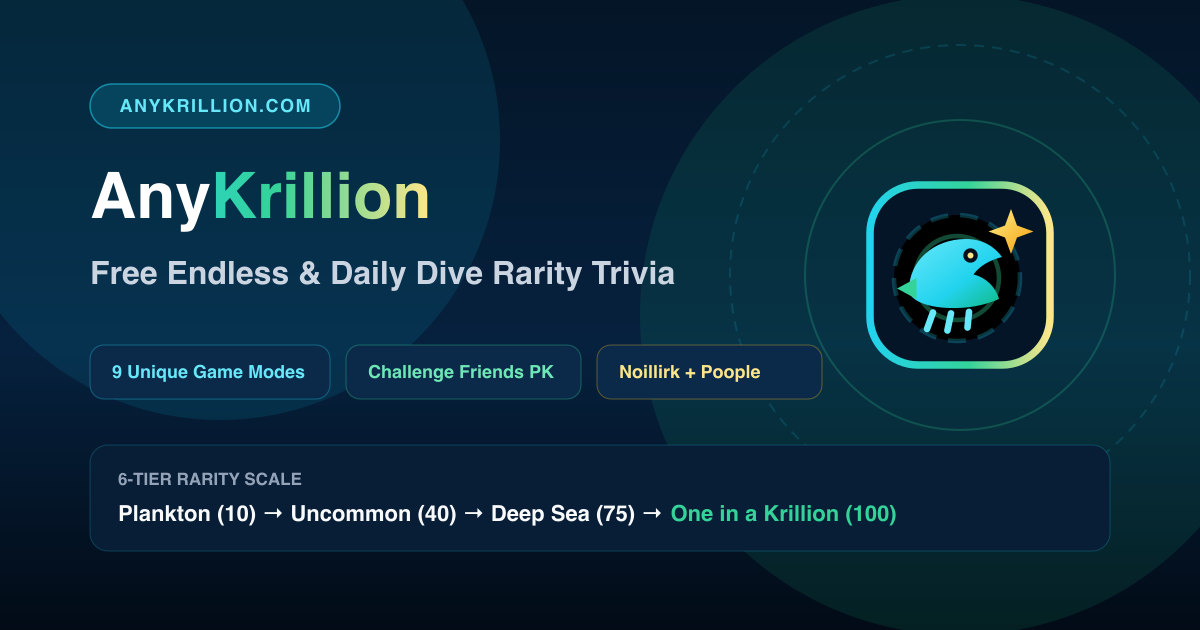 ANYKRILLION.COM
AnyKrillion
Free Endless & Daily Dive Rarity Trivia
9 Unique Game Modes
Challenge Friends PK
Noillirk + Poople
6-TIER RARITY SCALE
Plankton (10) → Uncommon (40) → Deep Sea (75) → One in a Krillion (100)